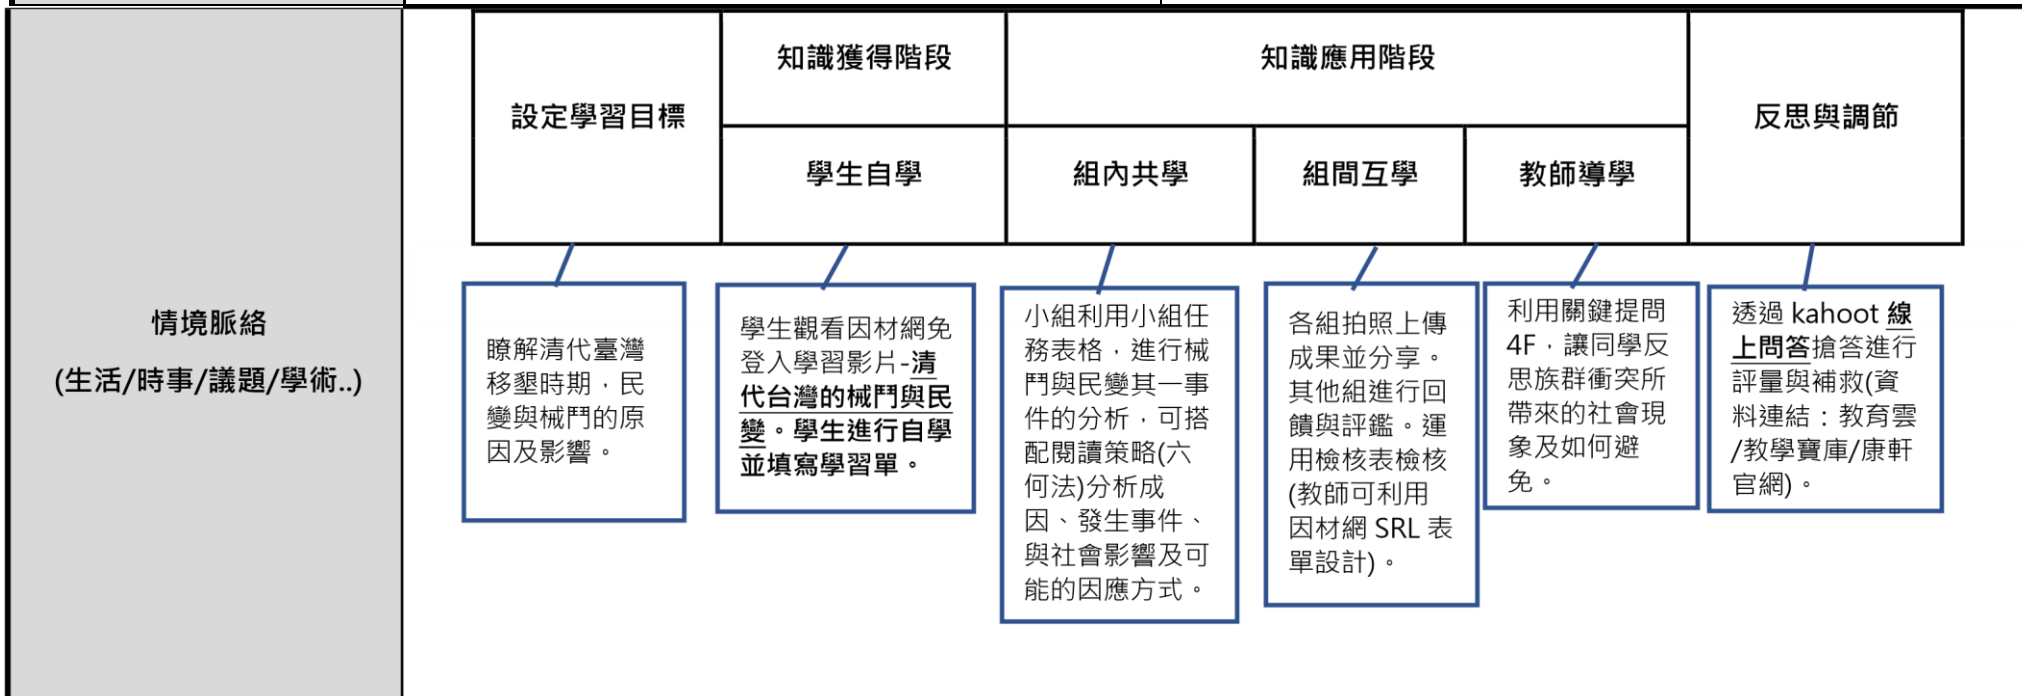 情境脈絡
(生活/時事/議題/學術..)
設定學習目標
知識獲得階段
知識應用階段
反思與調節
學生自學
組內共學
組間互學
教師導學
瞭解清代臺灣
移墾時期，民
變與械鬥的原
因及影響。
學生觀看因材網免
登入學習影片-清
代台灣的械鬥與民
變。學生進行自學
並填寫學習單。
小組利用小組任
務表格，進行械
鬥與民變其一事
件的分析，可搭
配閱讀策略(六
何法)分析成
因、發生事件、
與社會影響及可
能的因應方式。
各組拍照上傳
成果並分享。
其他組進行回
饋與評鑑。運
用檢核表檢核
(教師可利用
因材網 SRL 表
單設計)。
利用關鍵提問
4F，讓同學反
思族群衝突所
帶來的社會現
象及如何避
免。
透過 kahoot 線
上問答搶答進行
評量與補救(資
料連結：教育雲
/教學寶庫/康軒
官網)。